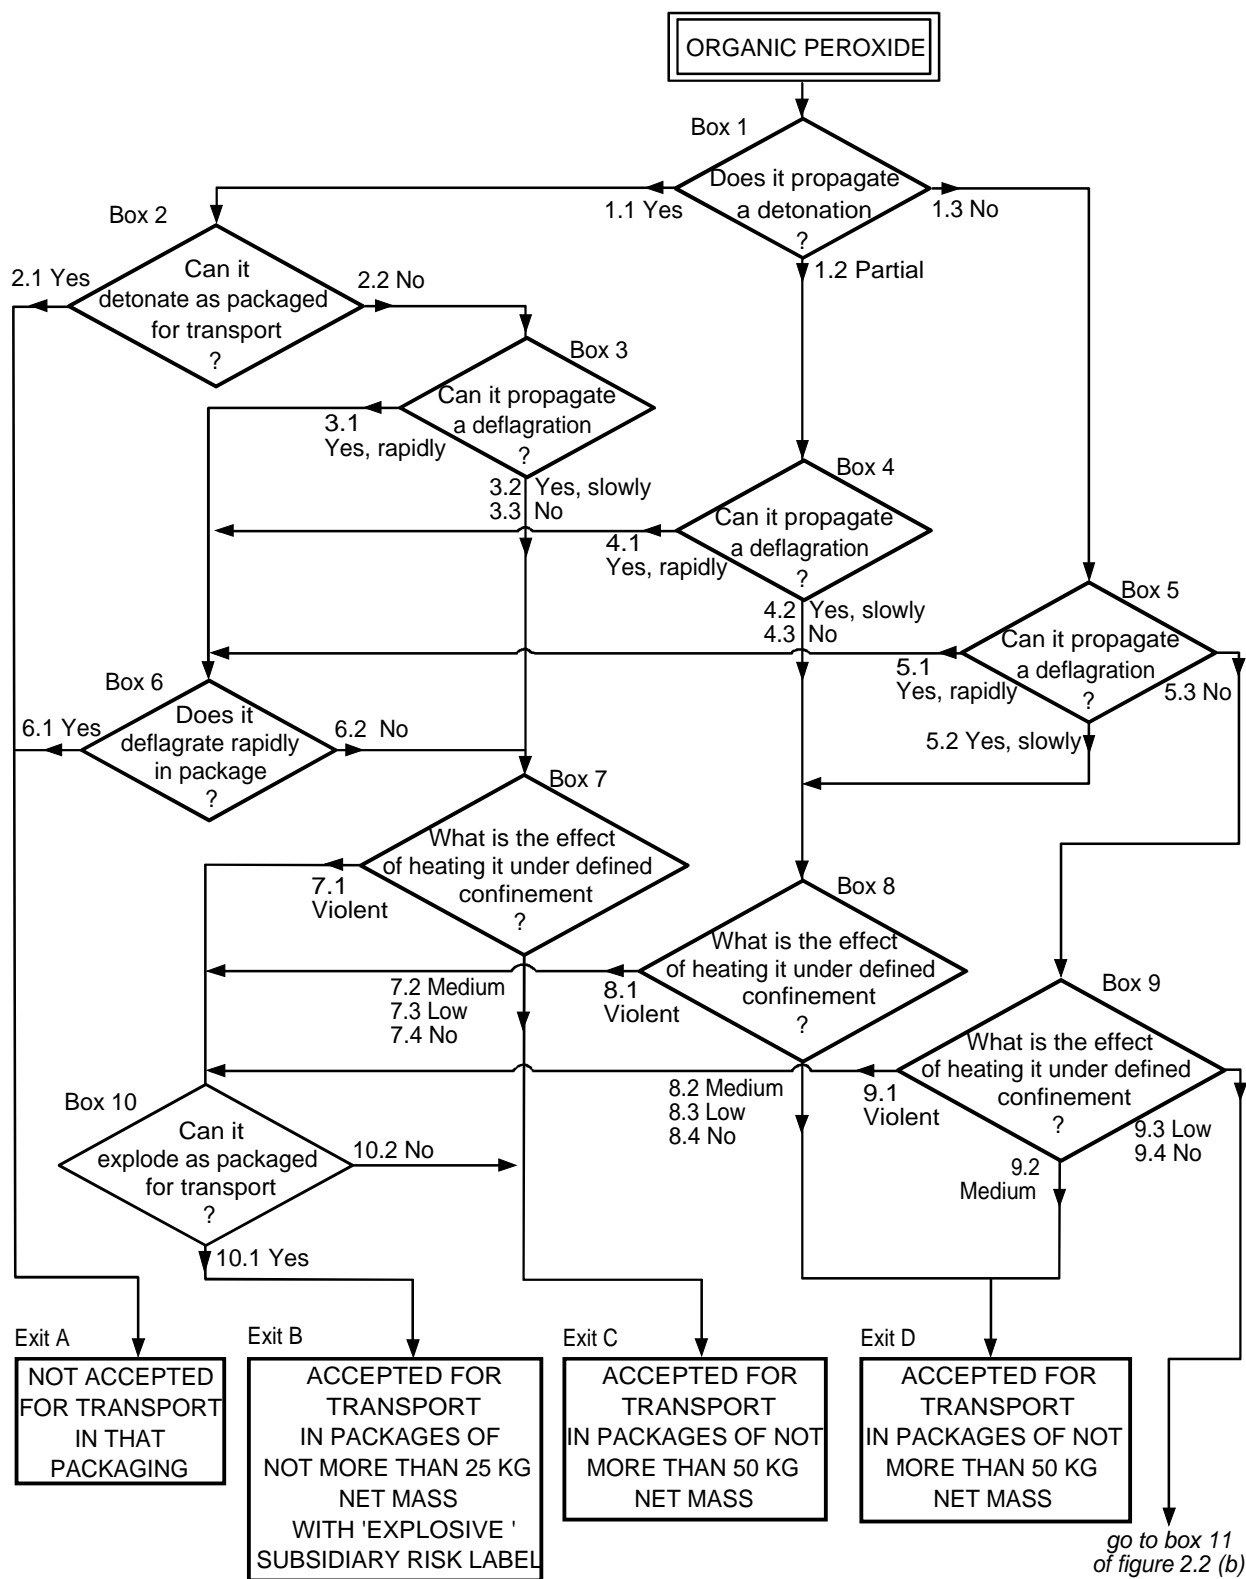 ORGANIC PEROXIDE
Box 1
Does it propagate
a detonation
?
1.1 Yes
1.3 No
1.2 Partial
Box 2
Can it
detonate as packaged
for transport
?
2.1 Yes
2.2 No
Box 3
Can it propagate
a deflagration
?
3.1
Yes, rapidly
3.2 Yes, slowly
3.3 No
Box 4
Can it propagate
a deflagration
?
4.1
Yes, rapidly
4.2 Yes, slowly
4.3 No
Box 5
Can it propagate
a deflagration
?
5.1
Yes, rapidly
5.3 No
5.2 Yes, slowly
Box 6
Does it
deflagrate rapidly
in package
?
6.1 Yes
6.2 No
Box 7
What is the effect
of heating it under defined
confinement
?
7.1
Violent
7.2 Medium
7.3 Low
7.4 No
Box 8
What is the effect
of heating it under defined
confinement
?
8.1
Violent
8.2 Medium
8.3 Low
8.4 No
Box 9
What is the effect
of heating it under defined
confinement
?
9.1
Violent
9.2
Medium
9.3 Low
9.4 No
Box 10
Can it
explode as packaged
for transport
?
10.2 No
10.1 Yes
Exit A
NOT ACCEPTED
FOR TRANSPORT
IN THAT
PACKAGING
Exit B
ACCEPTED FOR
TRANSPORT
IN PACKAGES OF
NOT MORE THAN 25 KG
NET MASS
WITH 'EXPLOSIVE '
SUBSIDIARY RISK LABEL
Exit C
ACCEPTED FOR
TRANSPORT
IN PACKAGES OF NOT
MORE THAN 50 KG
NET MASS
Exit D
ACCEPTED FOR
TRANSPORT
IN PACKAGES OF NOT
MORE THAN 50 KG
NET MASS
go to box 11
of figure 2.2 (b)